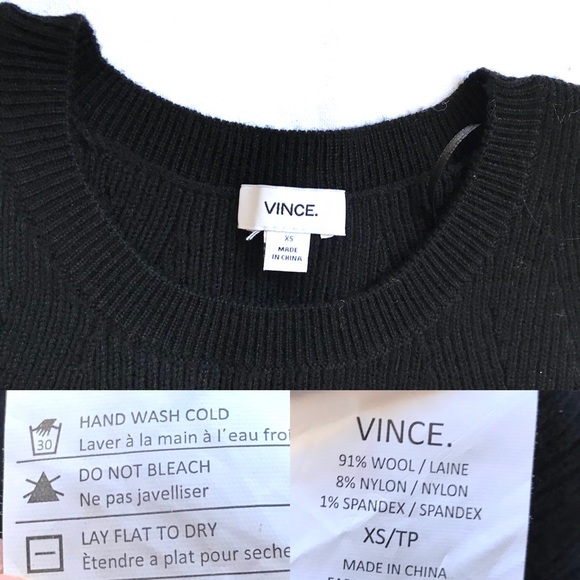 VINCE.
XS
MADE
IN CHINA
30
HAND WASH COLD
Laver à la main à l'eau froi
DO NOT BLEACH
Ne pas javelliser
LAY FLAT TO DRY
Ètendre a plat pour seche
VINCE.
91% WOOL / LAINE
8% NYLON / NYLON
1% SPANDEX / SPANDEX
XS/TP
MADE IN CHINA